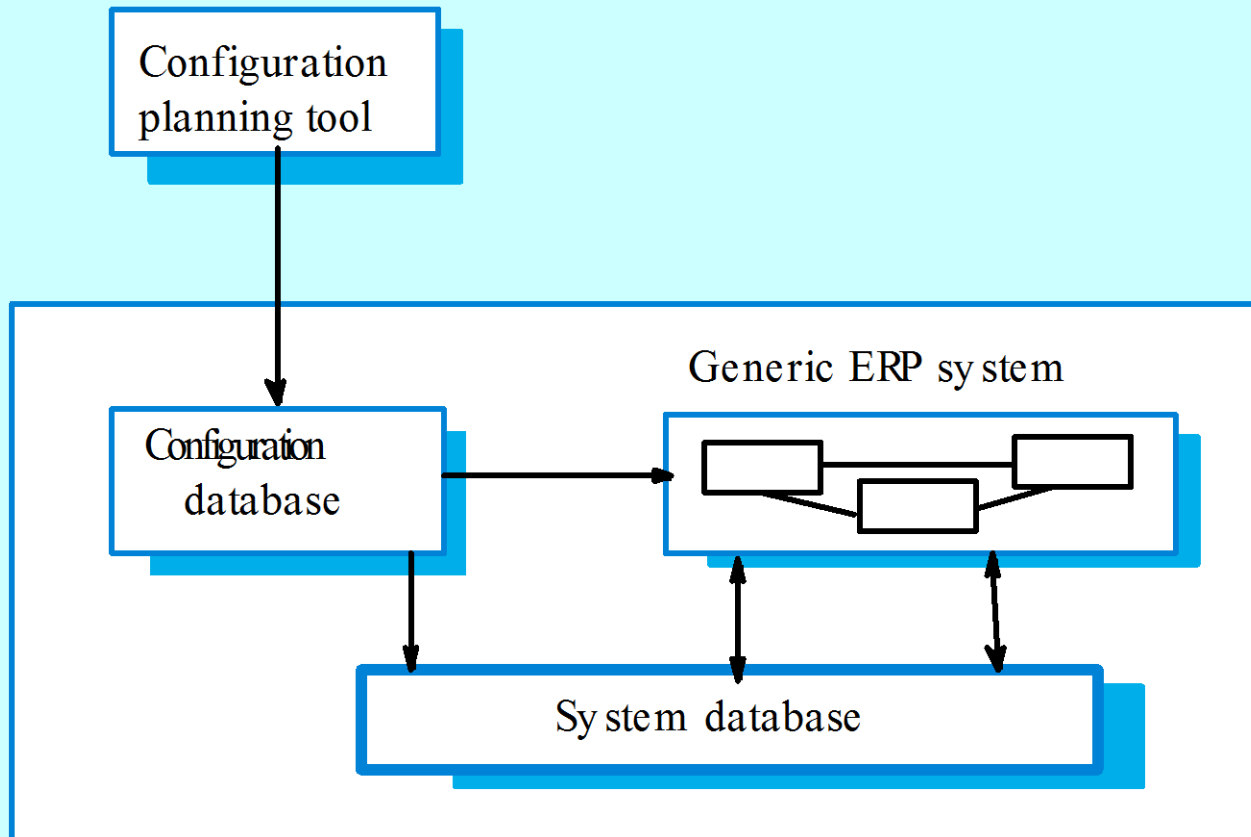 Configuration
planning tool
Generic ERP system
Configuration
database
System database